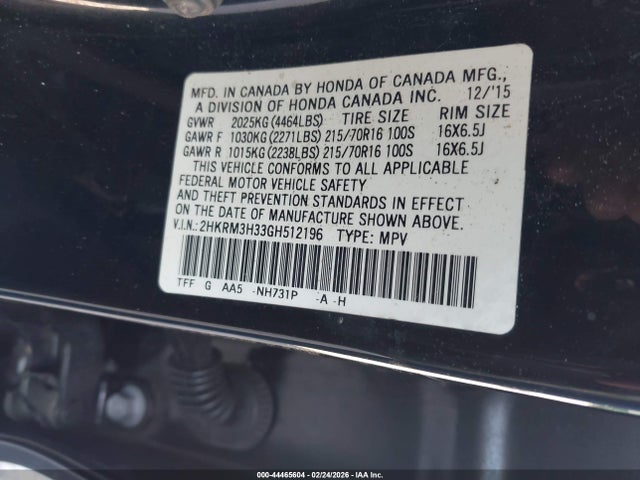 MFD. IN CANADA BY HONDA OF CANADA MFG.,
A DIVISION OF HONDA CANADA INC. 12/'15
GVWR 2025KG (4464LBS) TIRE SIZE RIM SIZE
GAWR F 1030KG (2271LBS) 215/70R16 100S 16X6.5J
GAWR R 1015KG (2238LBS) 215/70R16 100S 16X6.5J
THIS VEHICLE CONFORMS TO ALL APPLICABLE
FEDERAL MOTOR VEHICLE SAFETY
AND THEFT PREVENTION STANDARDS IN EFFECT
ON THE DATE OF MANUFACTURE SHOWN ABOVE.
V.I.N.: 2HKRM3H33GH512196 TYPE: MPV
TFF G AA5 -NH731P -A -H
000-44465604 - 02/24/2026 - IAA Inc.